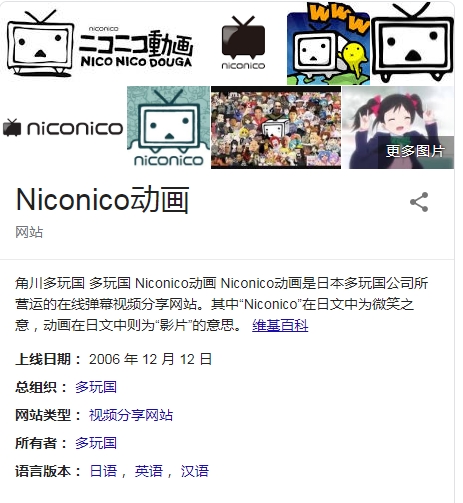 niconico
ニコニコ動画
NICO NICO DOUGA
niconico
WWW
niconico
niconico
更多图片
Niconico动画
网站
角川多玩国 多玩国 Niconico动画 Niconico动画是日本多玩国公司所
营运的在线弹幕视频分享网站。其中“Niconico”在日文中为微笑之
意，动画在日文中则为“影片”的意思。 维基百科
上线日期： 2006 年 12 月 12 日
总组织： 多玩国
网站类型： 视频分享网站
所有者： 多玩国
语言版本： 日语， 英语， 汉语